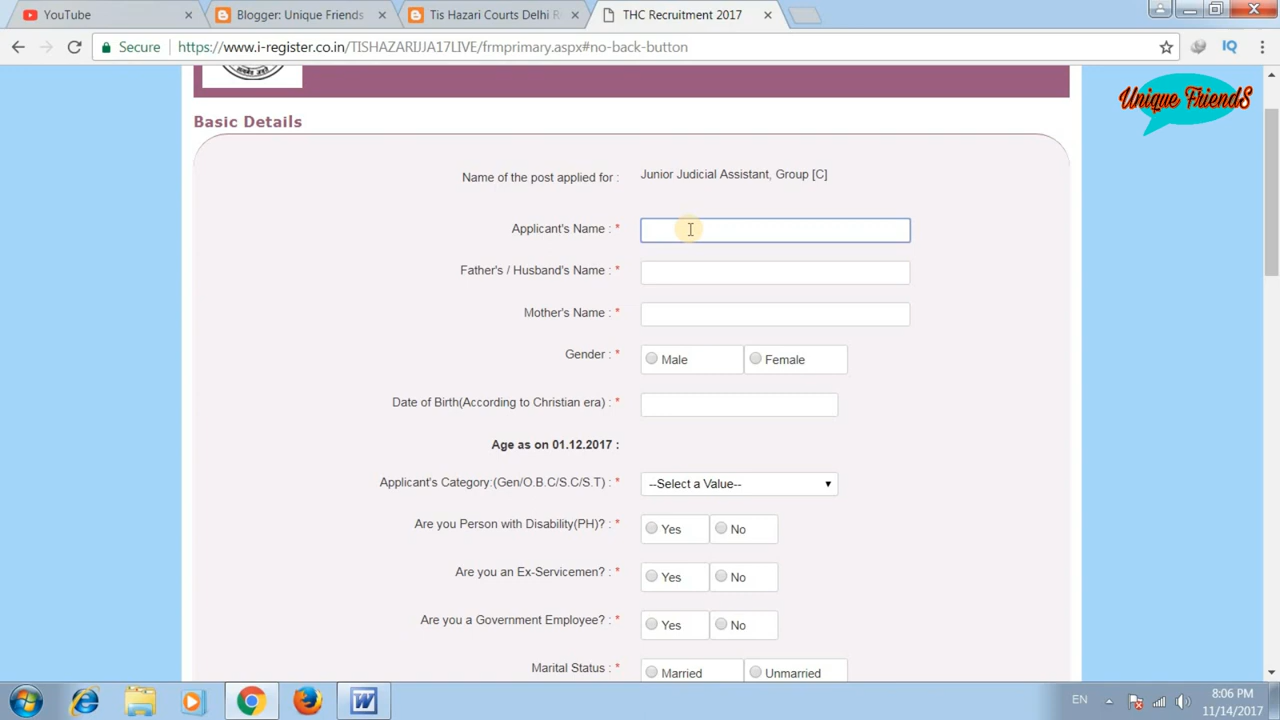 YouTube
Blogger: Unique Friends
Tis Hazari Courts Delhi
THC Recruitment 2017
Secure
https://www.i-register.co.in/TISHAZARIJJA17LIVE/frmprimary.aspx#no-back-button
IQ
Unique FriendS
Basic Details
Name of the post applied for : Junior Judicial Assistant, Group [C]
Applicant's Name : *
Father's / Husband's Name : *
Mother's Name : *
Gender : * Male Female
Date of Birth(According to Christian era) : *
Age as on 01.12.2017 :
Applicant's Category:(Gen/O.B.C/S.C/S.T) : * --Select a Value--
Are you Person with Disability(PH)? : * Yes No
Are you an Ex-Servicemen? : * Yes No
Are you a Government Employee? : * Yes No
Marital Status : * Married Unmarried
EN
8:06 PM
11/14/2017